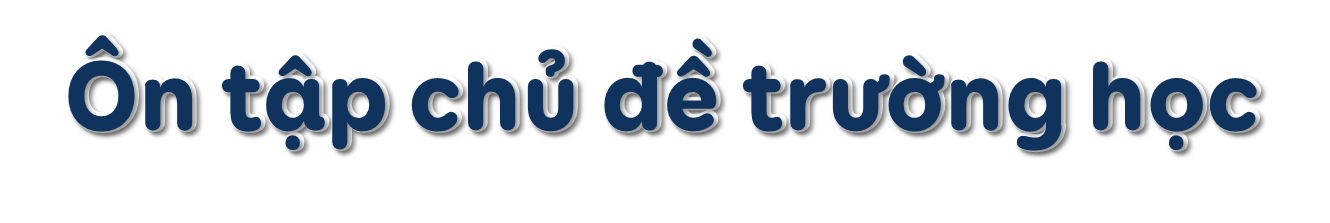 Ôn tập chủ đề trường học